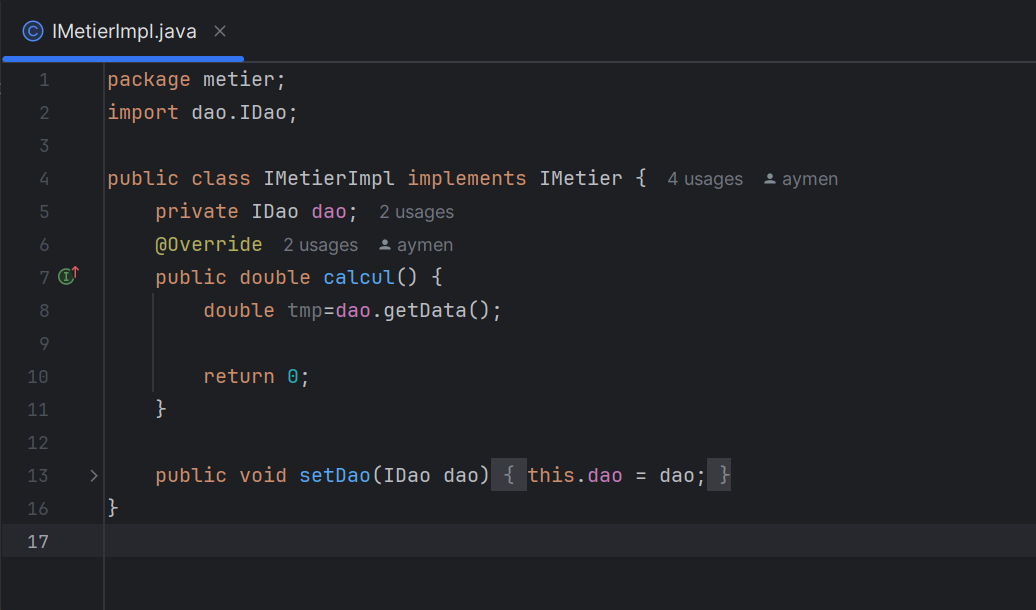 IMetierImpl.java
1 package metier;
2 import dao.IDao;
3
4 public class IMetierImpl implements IMetier { 4 usages aymen
5 private IDao dao; 2 usages
6 @Override 2 usages aymen
7 public double calcul() {
8 double tmp=dao.getData();
9
10 return 0;
11 }
12
13 public void setDao(IDao dao) { this.dao = dao; }
16 }
17